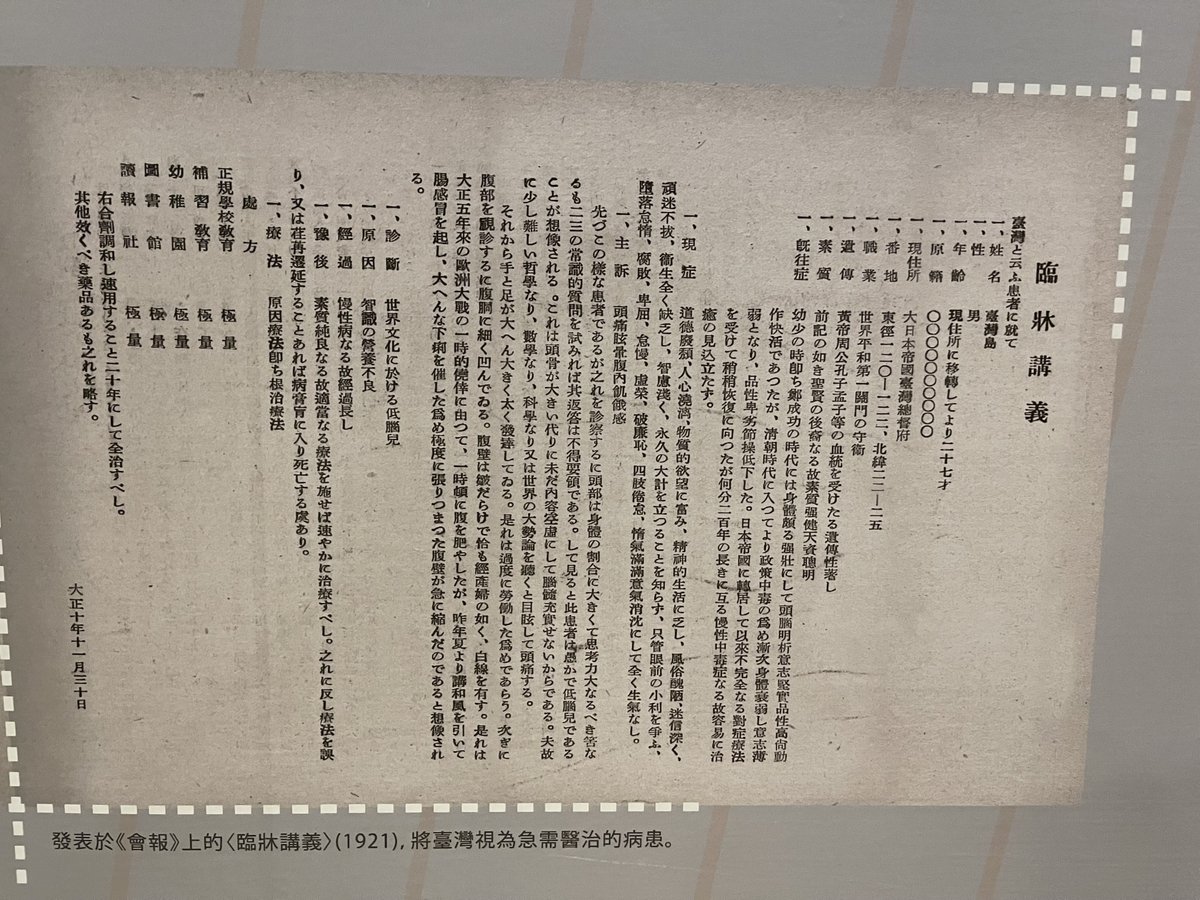 臨牀講義
臺灣と云ふ患者に就て
一、姓名 臺灣島
一、性 男
一、年齡 現住所に移轉してより二十七才
一、原籍 〇〇〇〇〇〇〇〇
一、現住所 大日本帝國臺灣總督府
一、番地 東徑一二〇―一二二、北緯二二―二五
一、職業 世界平和第一關門の守衞
一、遺傳 黃帝周公孔子孟子等の血統を受けたる遺傳性著し
一、素質 前記の如き聖賢の後裔なる故素質强健天資聰明
一、旣往症 幼少の時卽ち鄭成功の時代には身體頗る强壯にして頭腦明析意志堅實品性高尙動
作快活であつたが、淸朝時代に入つてより政策中毒の爲め漸次身體衰弱し意志薄
弱となり、品性卑劣節操低下した。日本帝國に轉居して以來不完全なる對症療法
を受けて稍稍恢復に向つたが何分二百年の長きに亙る慢性中毒症なる故容易に治
癒の見込立たず。
一、現症 道德廢頽、人心澆漓、物質的欲望に富み、精神的生活に乏し、風俗醜陋、迷信深く、
頑迷不拔、衞生全く缺乏し、智慮淺く、永久の大計を立つることを知らず、只管眼前の小利を爭ふ、
墮落怠惰、腐敗、卑屈、怠慢、虛榮、破廉恥、四肢倦怠、惰氣滿滿意氣消沈にして全く生氣なし。
一、主訴 頭痛眩暈腹內飢餓感
先づこの樣な患者であるが之れを診察するに頭部は身體の割合に大きくて思考力大なるべき筈な
るも二三の常識的質問を試みれば其返答は不得要領である。して見ると此患者は愚かで低腦兒である
ことが想像される。これは頭骨が大きい代りに未だ內容空虛にして腦髓充實せないからである。夫故
に少し難しい哲學なり、數學なり、科學なり又は世界の大勢論を聽くと目眩して頭痛する。
それから手と足が大へん大きく太く發達してゐる。是れは過度に勞働した爲めであらう。次ぎに
腹部を觀診するに腹胴が細く凹んでゐる。腹壁は皺だらけで恰も經產婦の如く、白線を有す。是れは
大正五年來の歐洲大戰の一時的僥倖に由つて、一時頓に腹を肥やしたが、昨年夏より講和風を引いて
腸感冒を起し、大へんな下痢を催した爲め極度に張りつまつた腹壁が急に縮んだのであると想像され
る。
一、診斷 世界文化に於ける低腦兒
一、原因 智識の營養不良
一、經過 慢性病なる故經過長し
一、豫後 素質純良なる故適當なる療法を施せば速やかに治療すべし。之れに反し療法を誤
り、又は荏苒遷延することあれば病膏肓に入り死亡する虞あり。
一、療法 原因療法卽ち根治療法
處方
正規學校敎育 極量
補習敎育 極量
幼稚園 極量
圖書館 極量
讀報社 極量
右合劑調和し連用すること二十年にして全治すべし。
其他效くべき藥品あるも之れを略す。
大正十年十一月三十日
發表於《會報》上的〈臨牀講義〉(1921), 將臺灣視為急需醫治的病患。